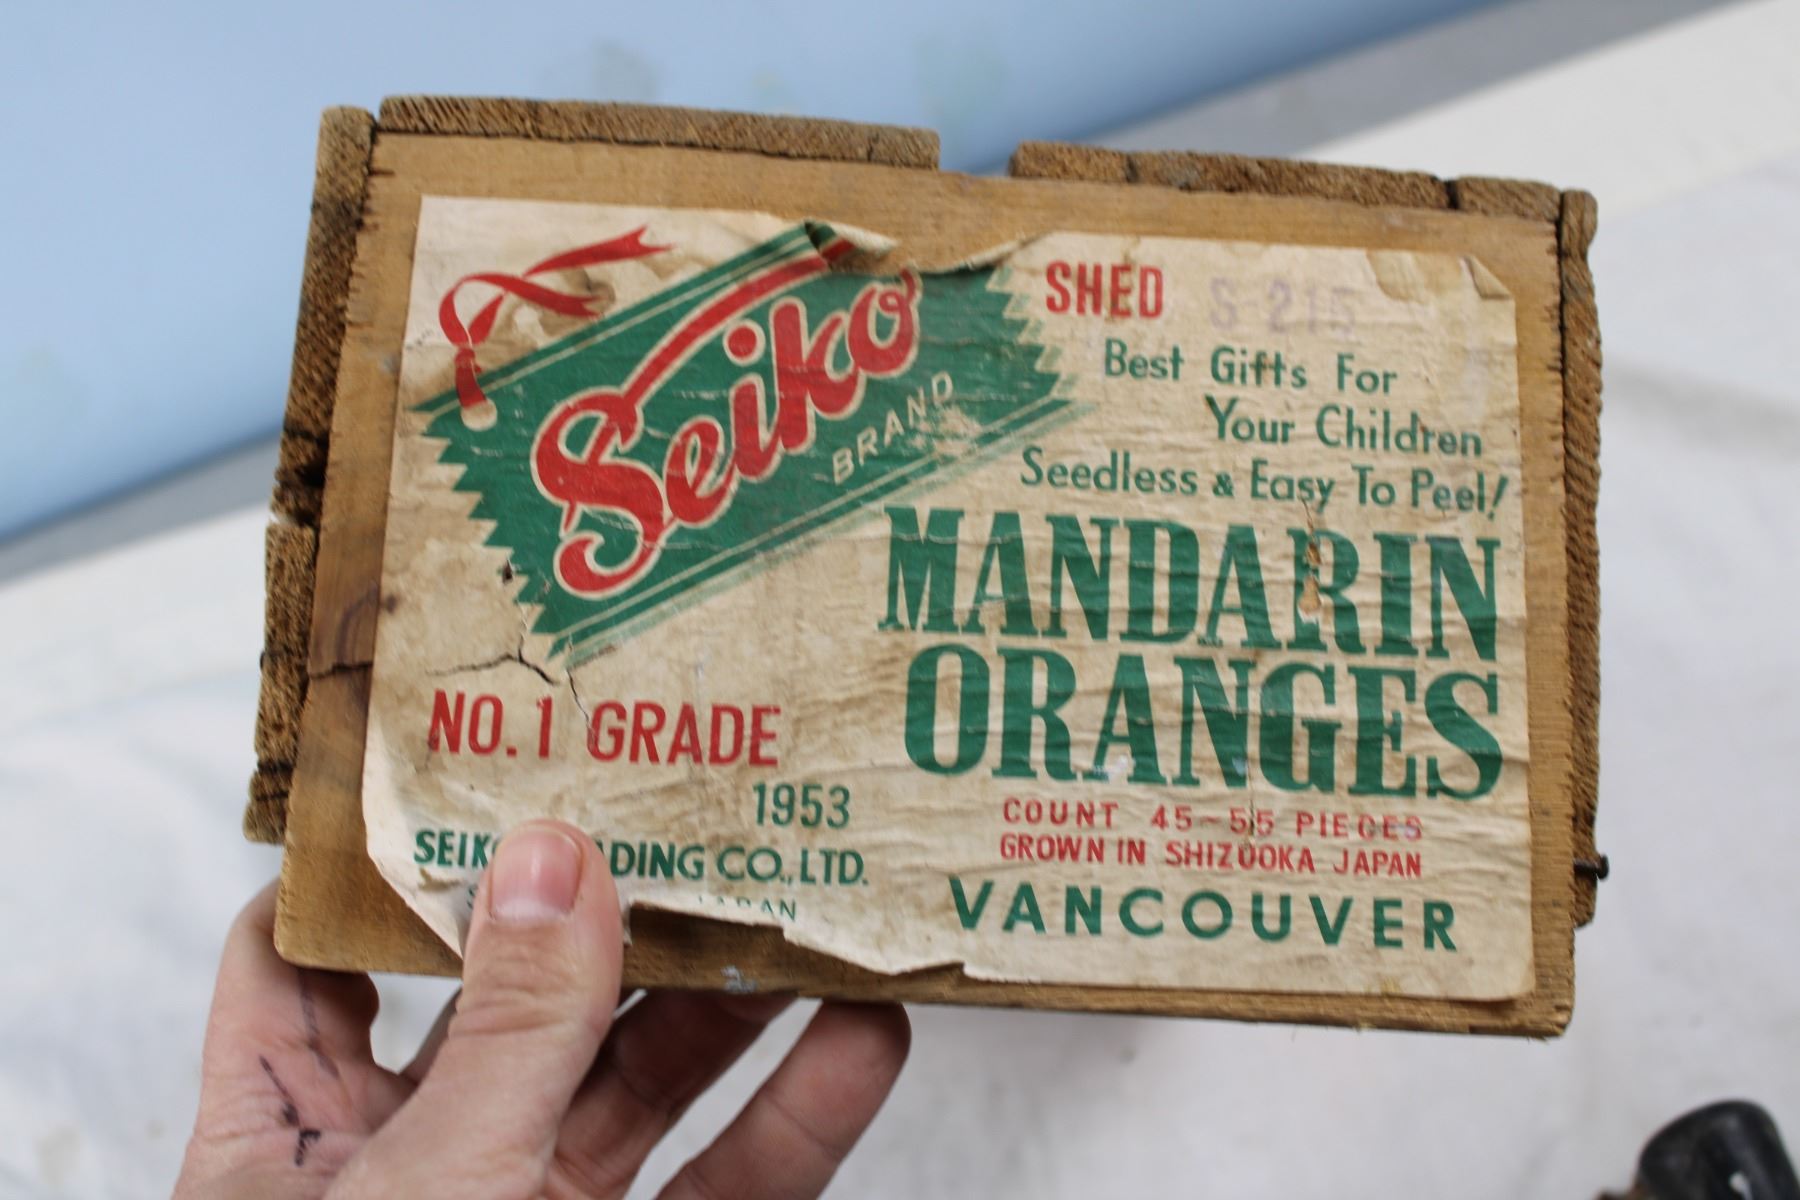 Seiko
BRAND
SHED S-215
Best Gifts For
Your Children
Seedless & Easy To Peel!
MANDARIN
ORANGES
NO. 1 GRADE
1953
CO., LTD.
COUNT 45-55 PIECES
GROWN IN SHIZUOKA JAPAN
VANCOUVER